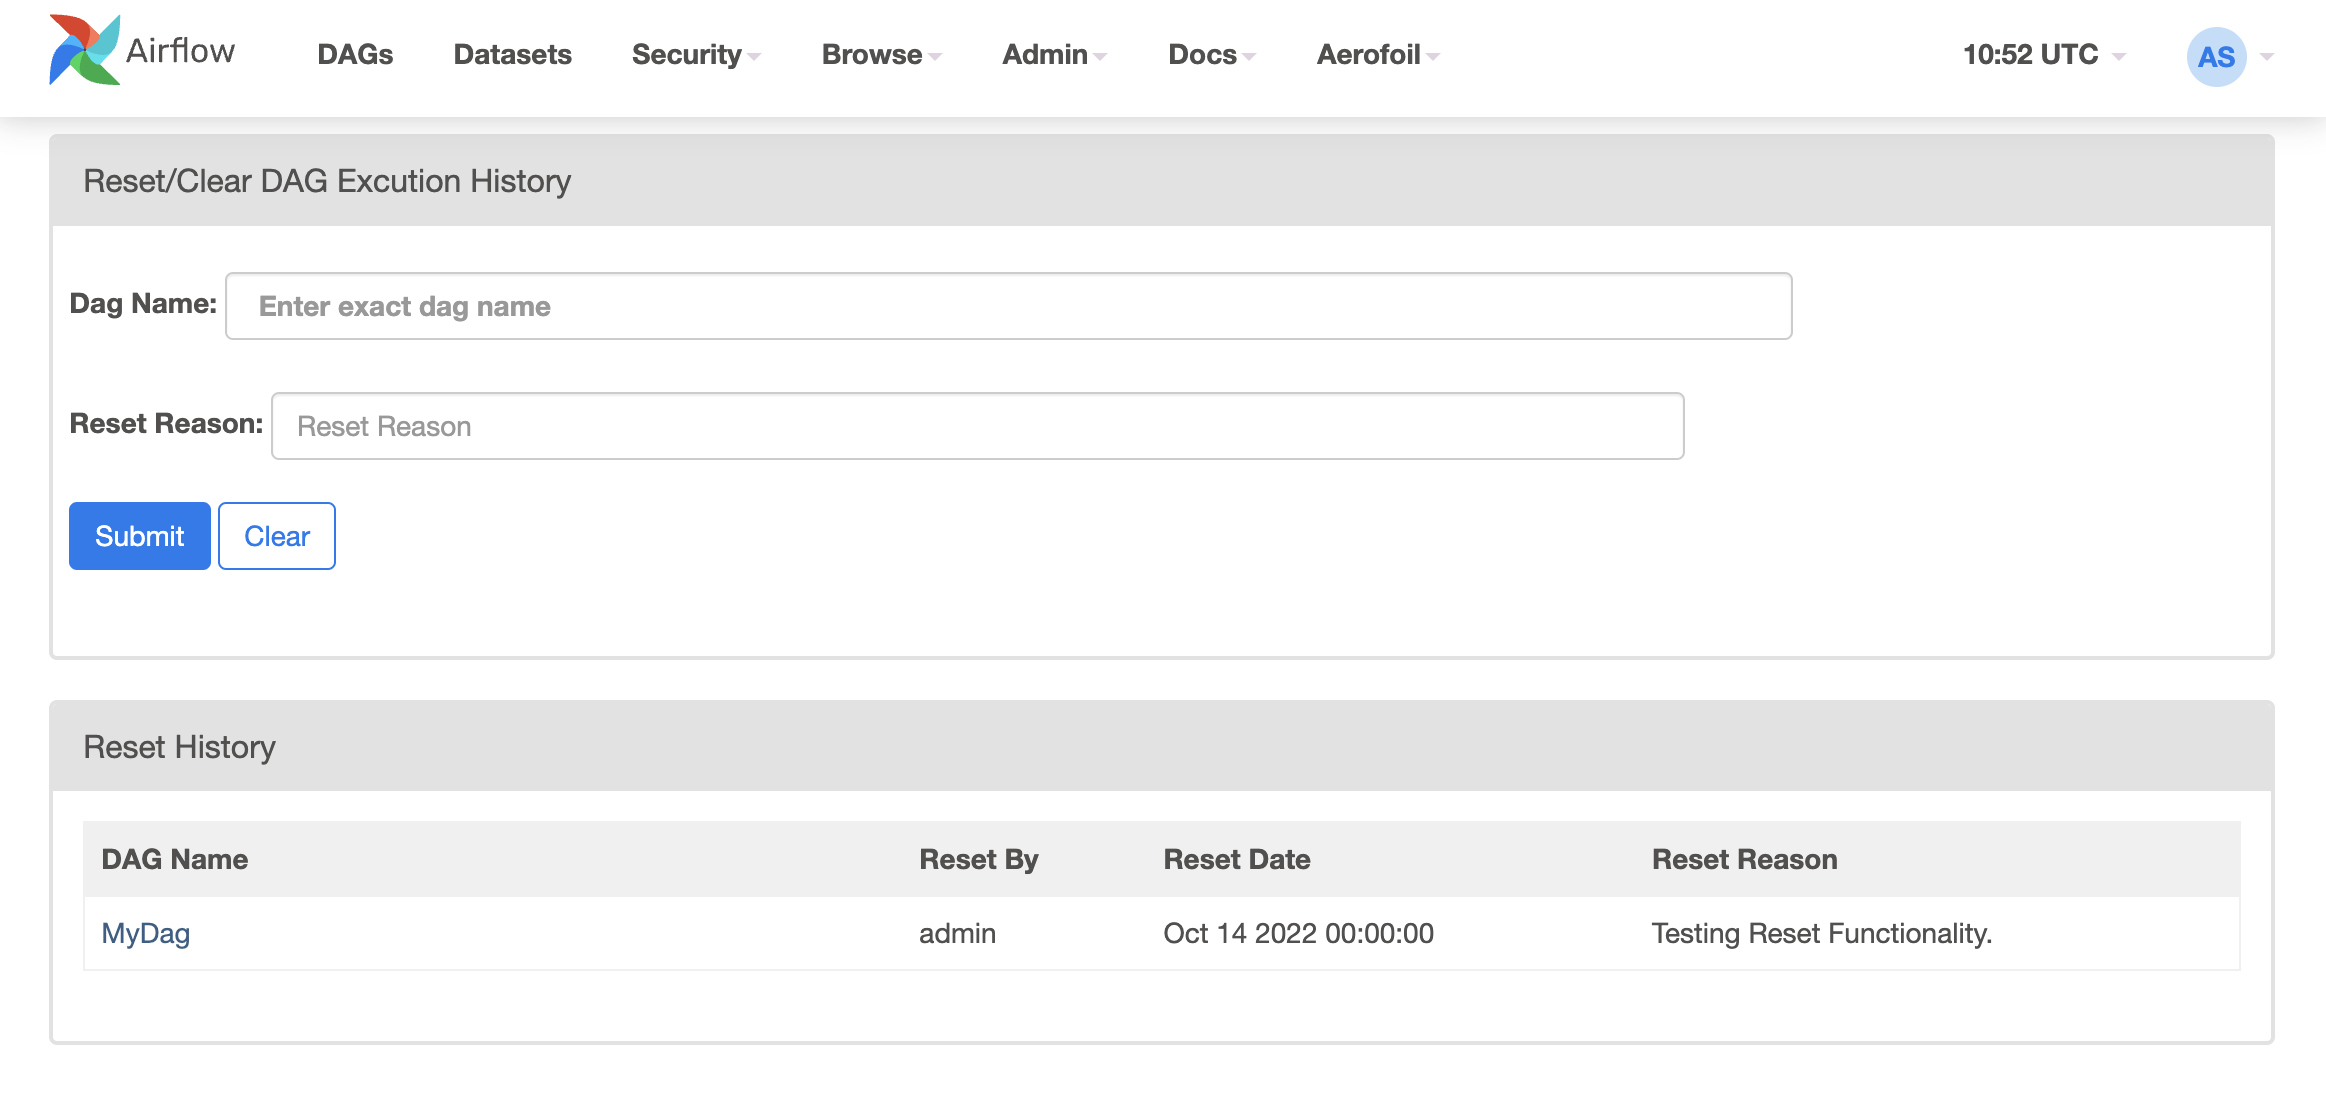 Airflow DAGs Datasets Security Browse Admin Docs Aerofoil 10:52 UTC AS
Reset/Clear DAG Excution History
Dag Name: Enter exact dag name
Reset Reason: Reset Reason
Submit Clear
Reset History
DAG Name Reset By Reset Date Reset Reason
MyDag admin Oct 14 2022 00:00:00 Testing Reset Functionality.